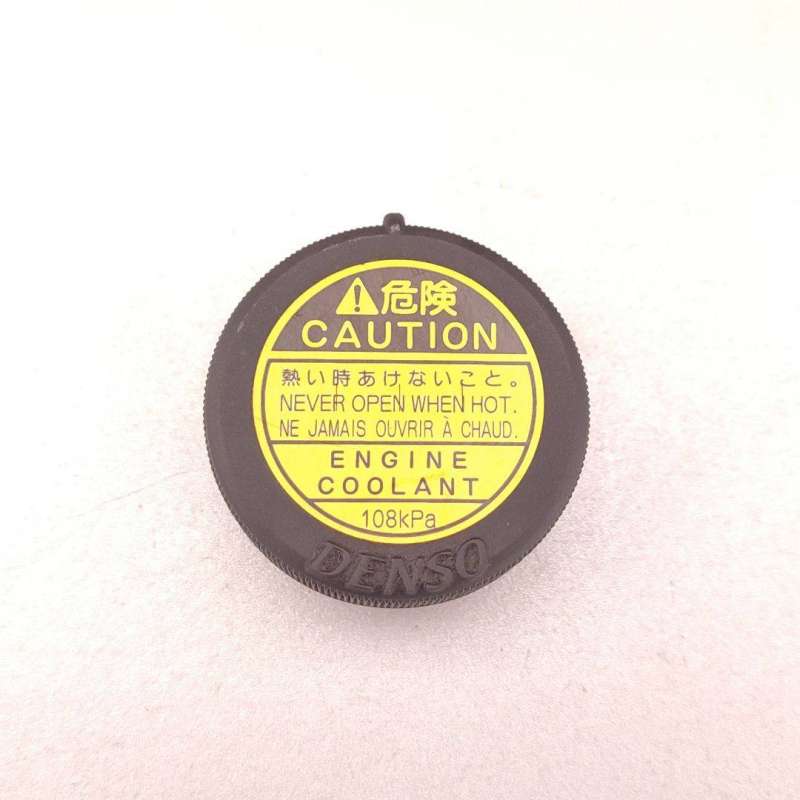 危険
CAUTION
熱い時あけないこと。
NEVER OPEN WHEN HOT.
NE JAMAIS OUVRIR À CHAUD.
ENGINE
COOLANT
108kPa
DENSO